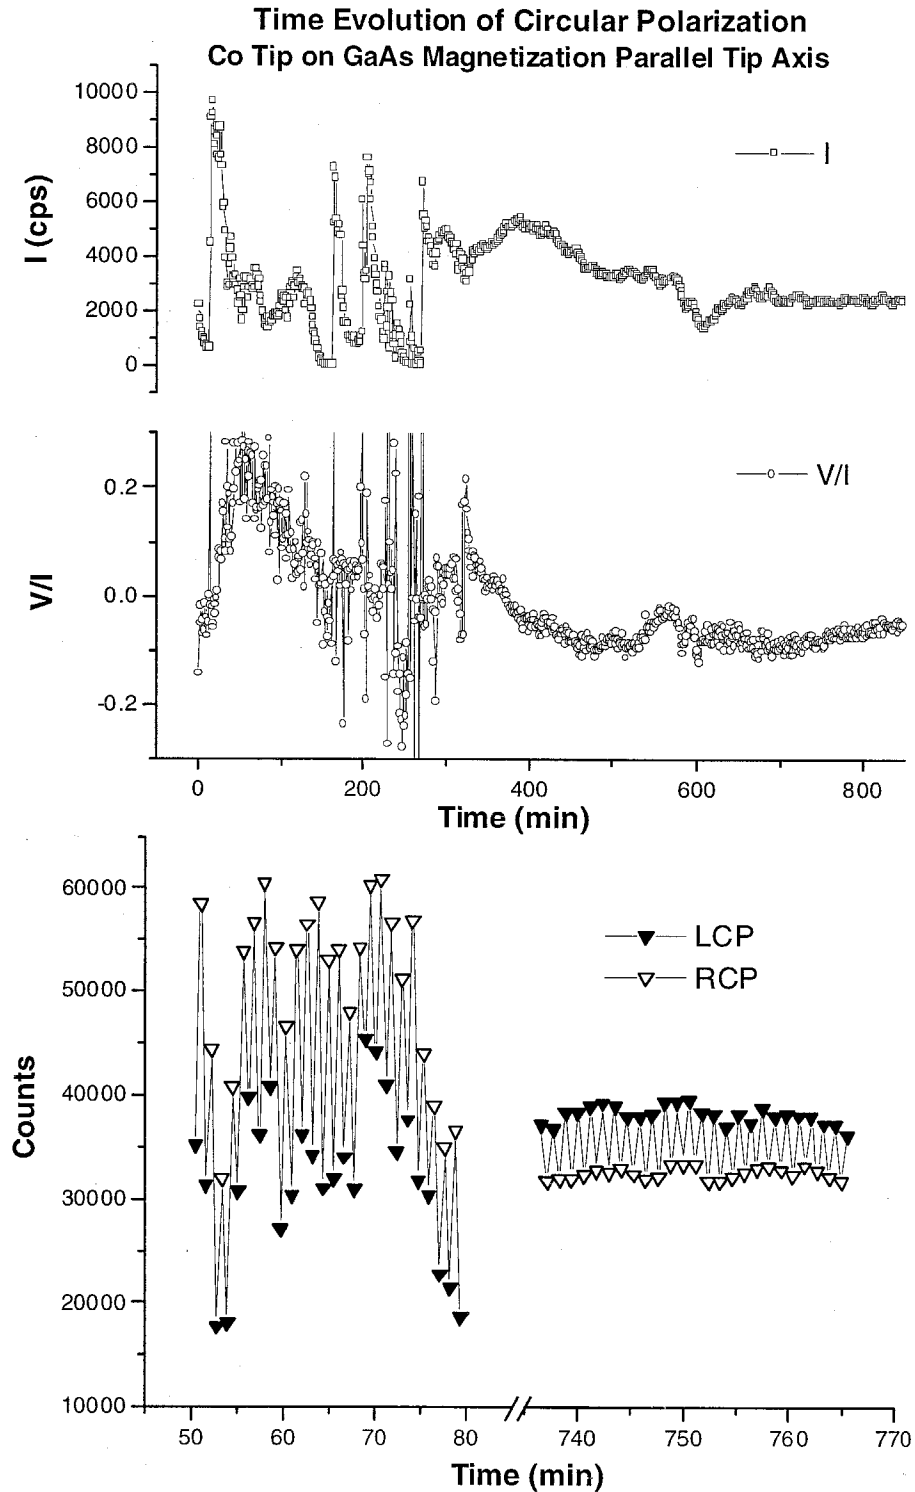 Time Evolution of Circular Polarization
Co Tip on GaAs Magnetization Parallel Tip Axis
10000
8000
6000
4000
2000
0
I (cps)
I
0.2
0.0
-0.2
V/I
V/I
0
200
400
600
800
Time (min)
60000
50000
40000
30000
20000
10000
Counts
LCP
RCP
50
60
70
80
740
750
760
770
Time (min)